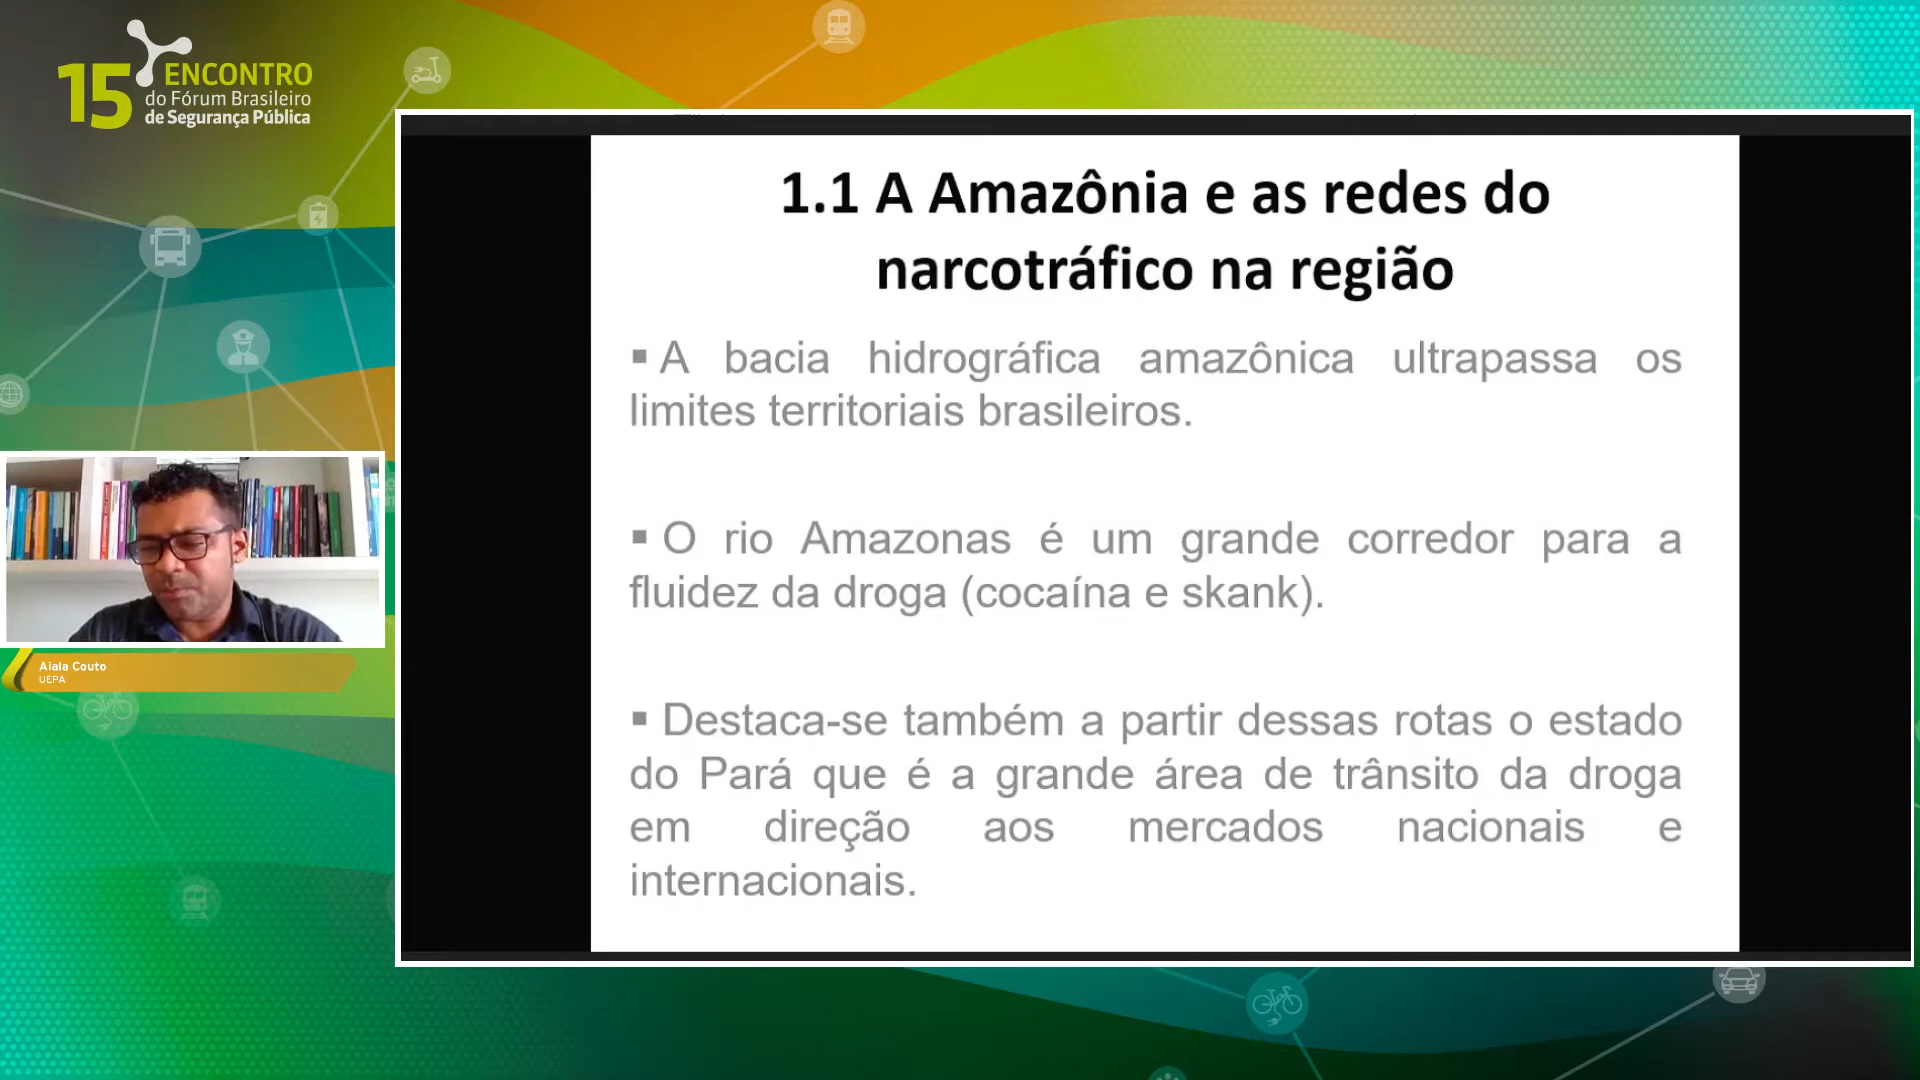 15 ENCONTRO
do Fórum Brasileiro
de Segurança Pública
1.1 A Amazônia e as redes do
narcotráfico na região
▪ A bacia hidrográfica amazônica ultrapassa os
limites territoriais brasileiros.
▪ O rio Amazonas é um grande corredor para a
fluidez da droga (cocaína e skank).
▪ Destaca-se também a partir dessas rotas o estado
do Pará que é a grande área de trânsito da droga
em direção aos mercados nacionais e
internacionais.
Aiala Couto
UEPA